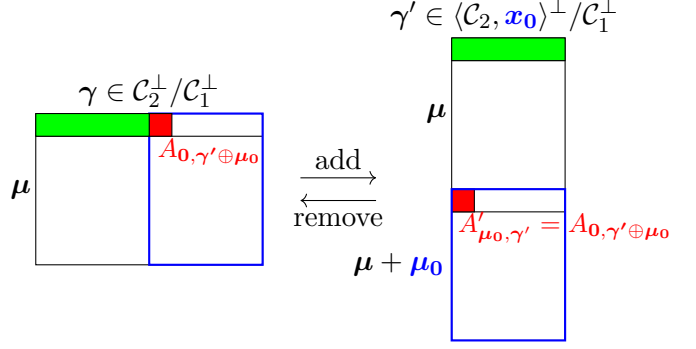 γ′ ∈ ⟨𝒞₂, x₀⟩^⊥/𝒞₁^⊥
γ ∈ 𝒞₂^⊥/𝒞₁^⊥
μ
μ
A_{0,γ′⊕μ₀}
add
remove
A′_{μ₀,γ′} = A_{0,γ′⊕μ₀}
μ + μ₀